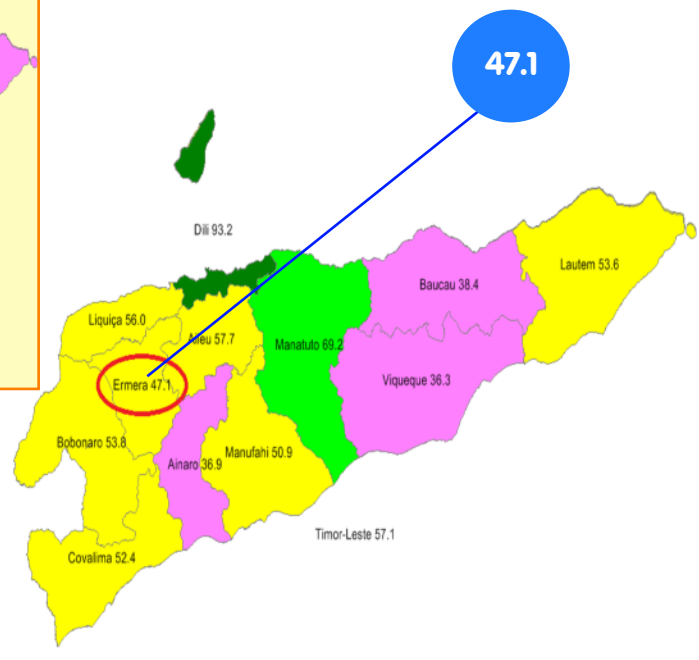 47.1
Dili 93.2
Lautem 53.6
Baucau 38.4
Liquiça 56.0
Aileu 57.7
Manatuto 69.2
Ermera 47.1
Viqueque 36.3
Bobonaro 53.8
Manufahi 50.9
Ainaro 36.9
Timor-Leste 57.1
Covalima 52.4